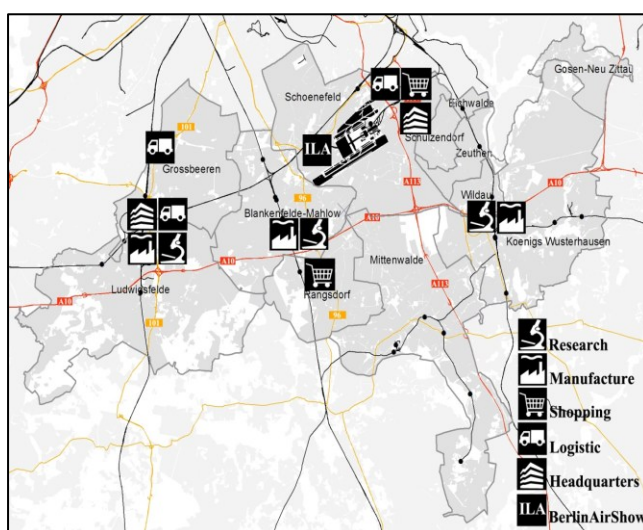 Gosen-Neu Zittau
Schoenefeld
Eichwalde
101
ILA
Schulzendorf
Grossbeeren
Zeuthen
96
A113
Wildau
A10
Blankenfelde-Mahlow
A10
Koenigs Wusterhausen
A10
Mittenwalde
Ludwigsfelde
Rangsdorf
A113
A10
101
96
Research
Manufacture
Shopping
Logistic
Headquarters
ILA BerlinAirShow